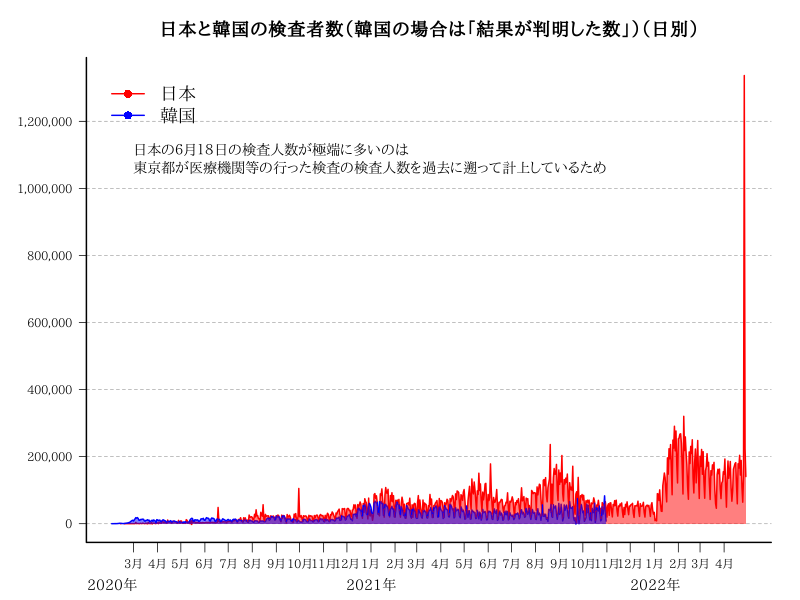 日本と韓国の検査者数(韓国の場合は「結果が判明した数」)(日別)
日本
韓国
日本の6月18日の検査人数が極端に多いのは
東京都が医療機関等の行った検査の検査人数を過去に遡って計上しているため
1,200,000
1,000,000
800,000
600,000
400,000
200,000
0
3月 4月 5月 6月 7月 8月 9月 10月 11月 12月 1月 2月 3月 4月 5月 6月 7月 8月 9月 10月 11月 12月 1月 2月 3月 4月
2020年 2021年 2022年